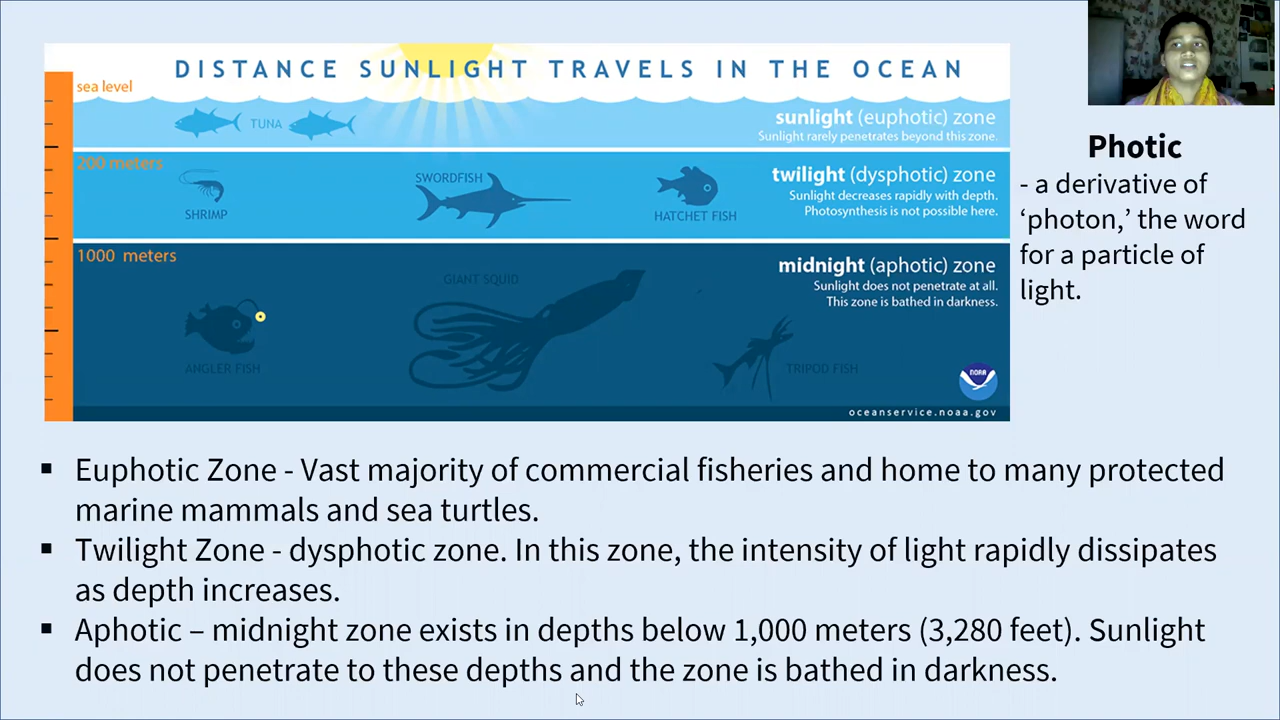 DISTANCE SUNLIGHT TRAVELS IN THE OCEAN
sea level
TUNA
sunlight (euphotic) zone
Sunlight rarely penetrates beyond this zone.
200 meters
SHRIMP
SWORDFISH
HATCHET FISH
twilight (dysphotic) zone
Sunlight decreases rapidly with depth.
Photosynthesis is not possible here.
1000 meters
GIANT SQUID
ANGLER FISH
TRIPOD FISH
midnight (aphotic) zone
Sunlight does not penetrate at all.
This zone is bathed in darkness.
NOAA
oceanservice.noaa.gov
Photic
- a derivative of
‘photon,’ the word
for a particle of
light.
▪ Euphotic Zone - Vast majority of commercial fisheries and home to many protected
marine mammals and sea turtles.
▪ Twilight Zone - dysphotic zone. In this zone, the intensity of light rapidly dissipates
as depth increases.
▪ Aphotic – midnight zone exists in depths below 1,000 meters (3,280 feet). Sunlight
does not penetrate to these depths and the zone is bathed in darkness.